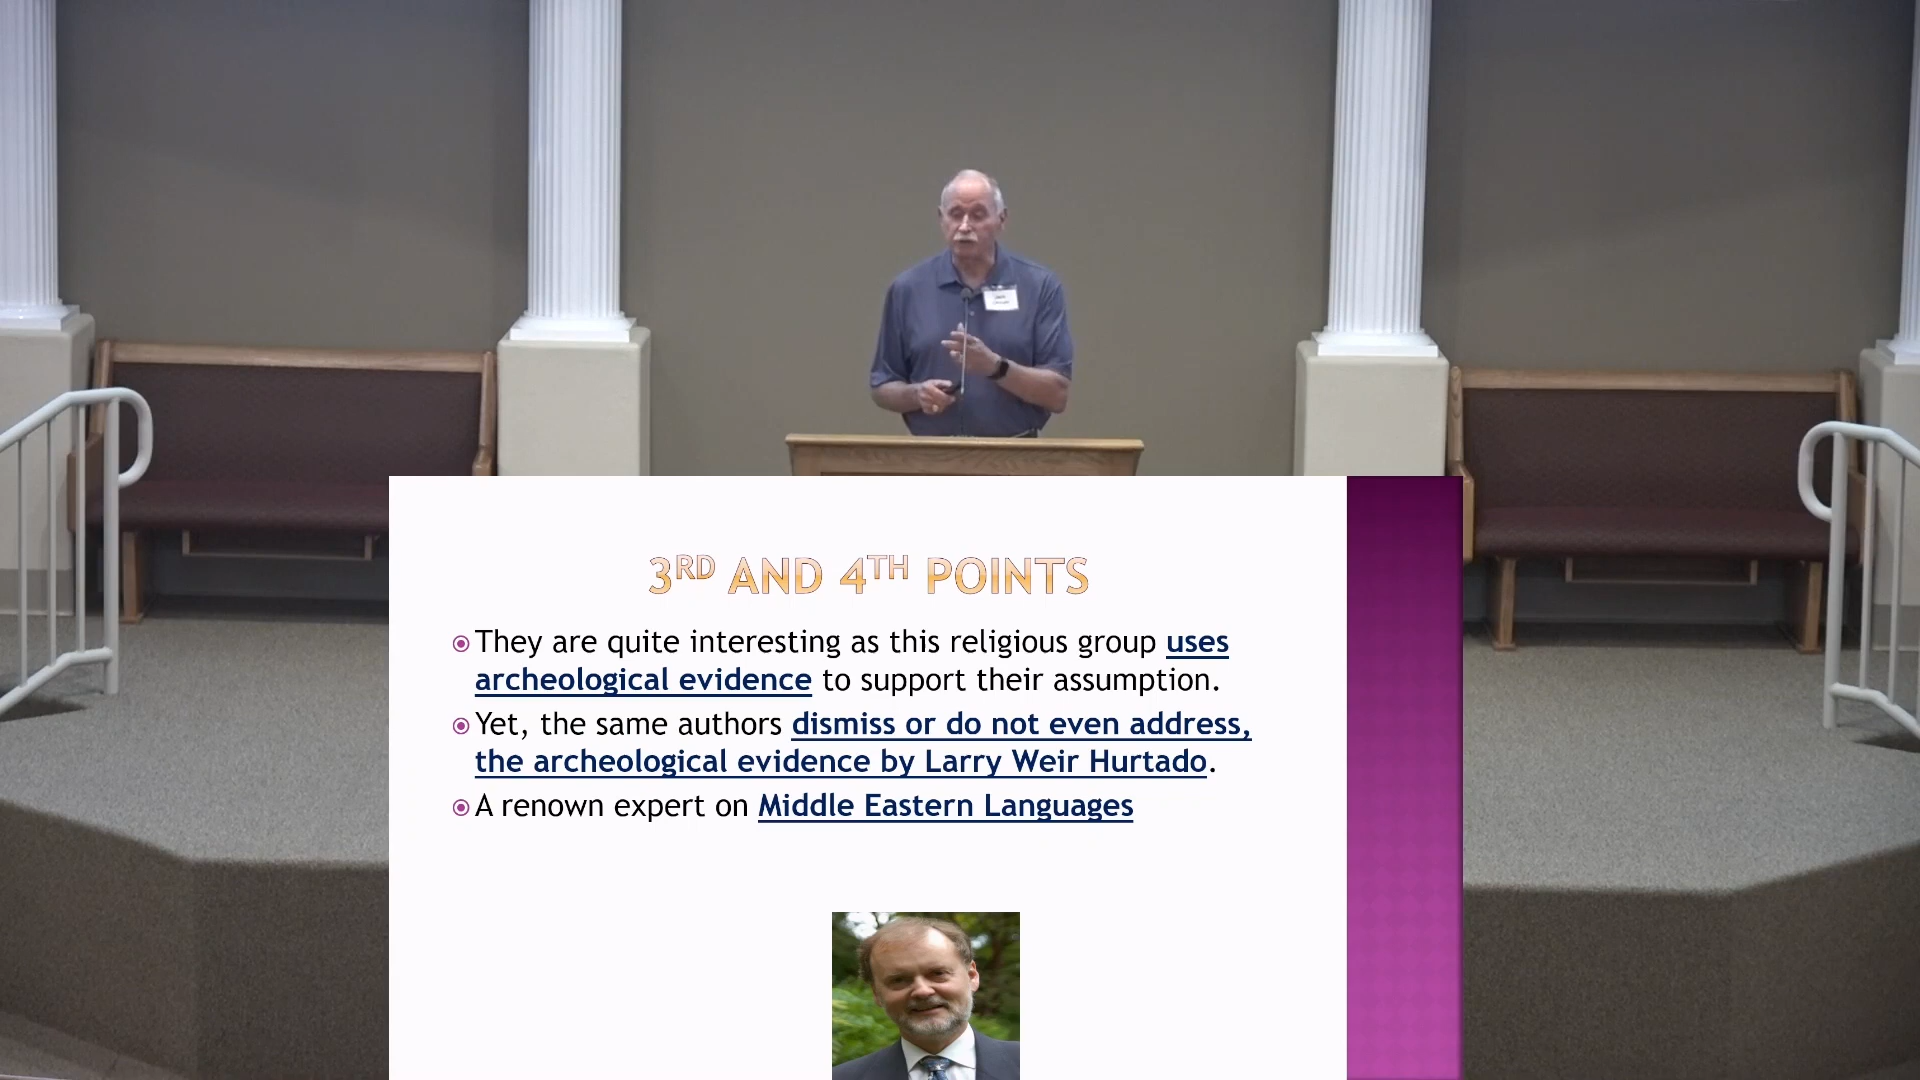 3RD AND 4TH POINTS
They are quite interesting as this religious group uses
archeological evidence to support their assumption.
Yet, the same authors dismiss or do not even address,
the archeological evidence by Larry Weir Hurtado.
A renown expert on Middle Eastern Languages